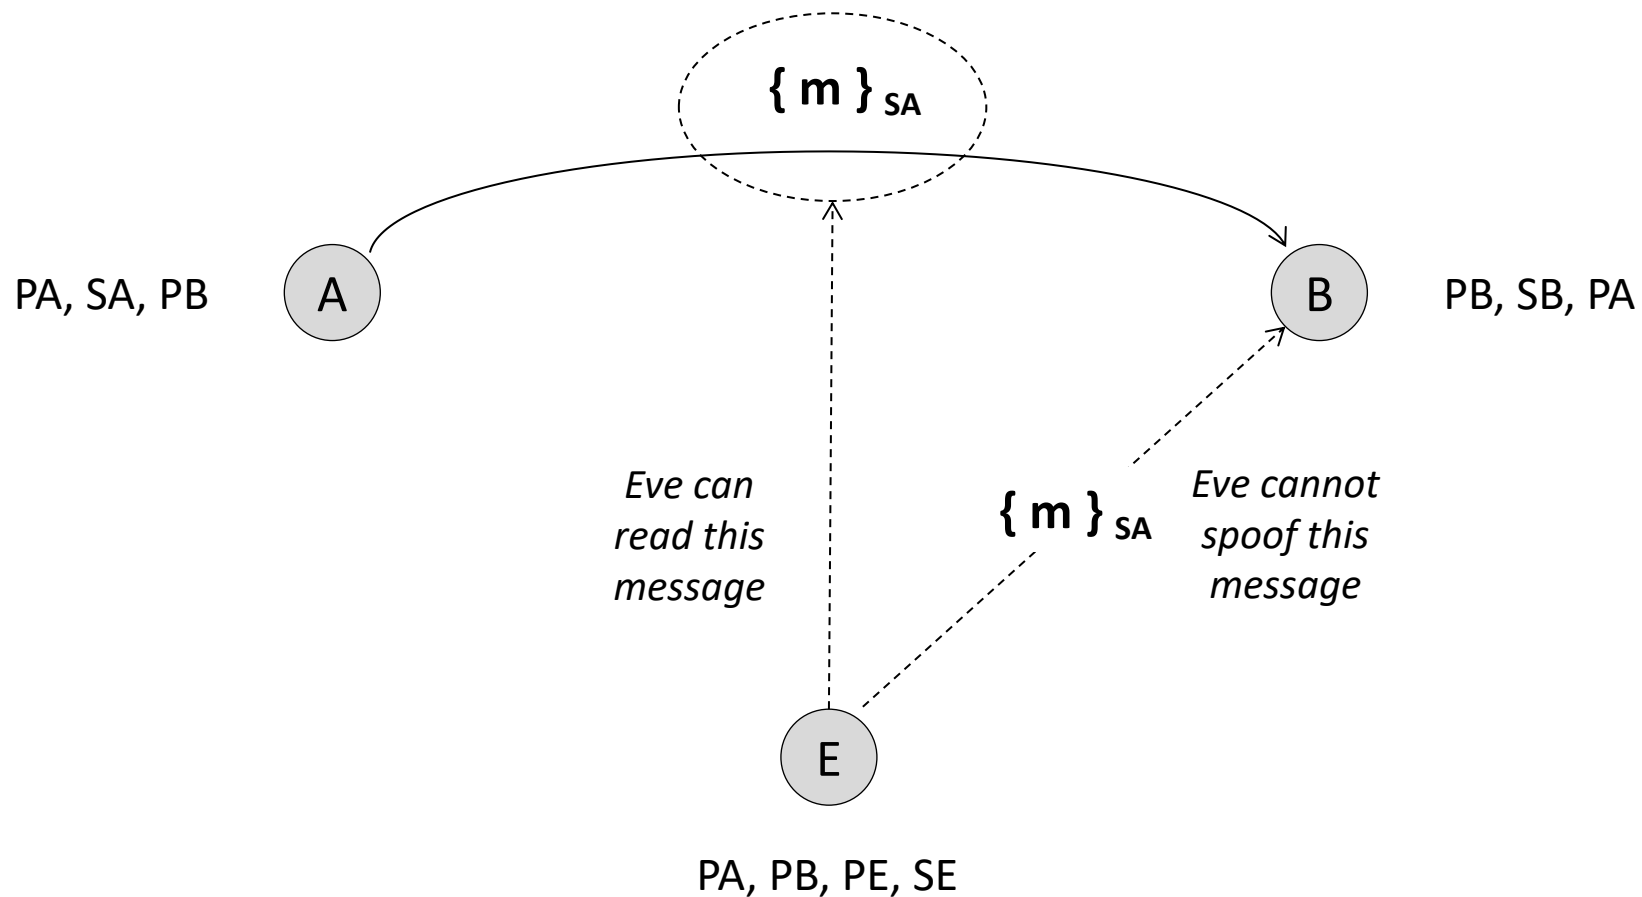 { m } SA
PA, SA, PB
A
B
PB, SB, PA
Eve can
read this
message
{ m } SA
Eve cannot
spoof this
message
E
PA, PB, PE, SE